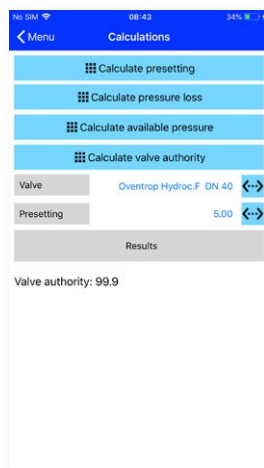 No SIM 08:43 34%
Menu Calculations
Calculate presetting
Calculate pressure loss
Calculate available pressure
Calculate valve authority
Valve Oventrop Hydroc.F DN 40
Presetting 5.00
Results
Valve authority: 99.9